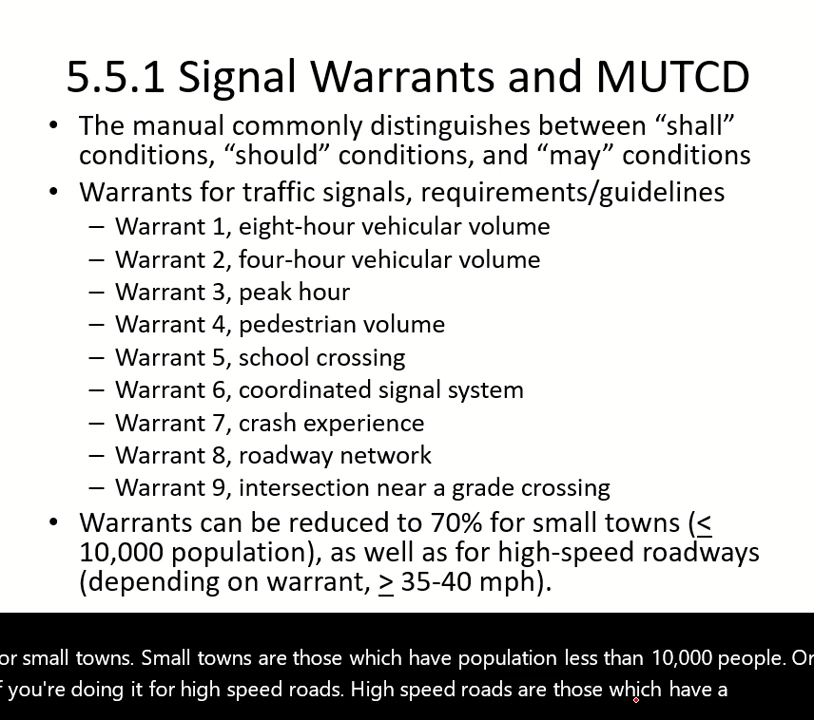 5.5.1 Signal Warrants and MUTCD
• The manual commonly distinguishes between “shall”
conditions, “should” conditions, and “may” conditions
• Warrants for traffic signals, requirements/guidelines
– Warrant 1, eight-hour vehicular volume
– Warrant 2, four-hour vehicular volume
– Warrant 3, peak hour
– Warrant 4, pedestrian volume
– Warrant 5, school crossing
– Warrant 6, coordinated signal system
– Warrant 7, crash experience
– Warrant 8, roadway network
– Warrant 9, intersection near a grade crossing
• Warrants can be reduced to 70% for small towns (<
10,000 population), as well as for high-speed roadways
(depending on warrant, > 35-40 mph).
or small towns. Small towns are those which have population less than 10,000 people. Or
f you're doing it for high speed roads. High speed roads are those which have a